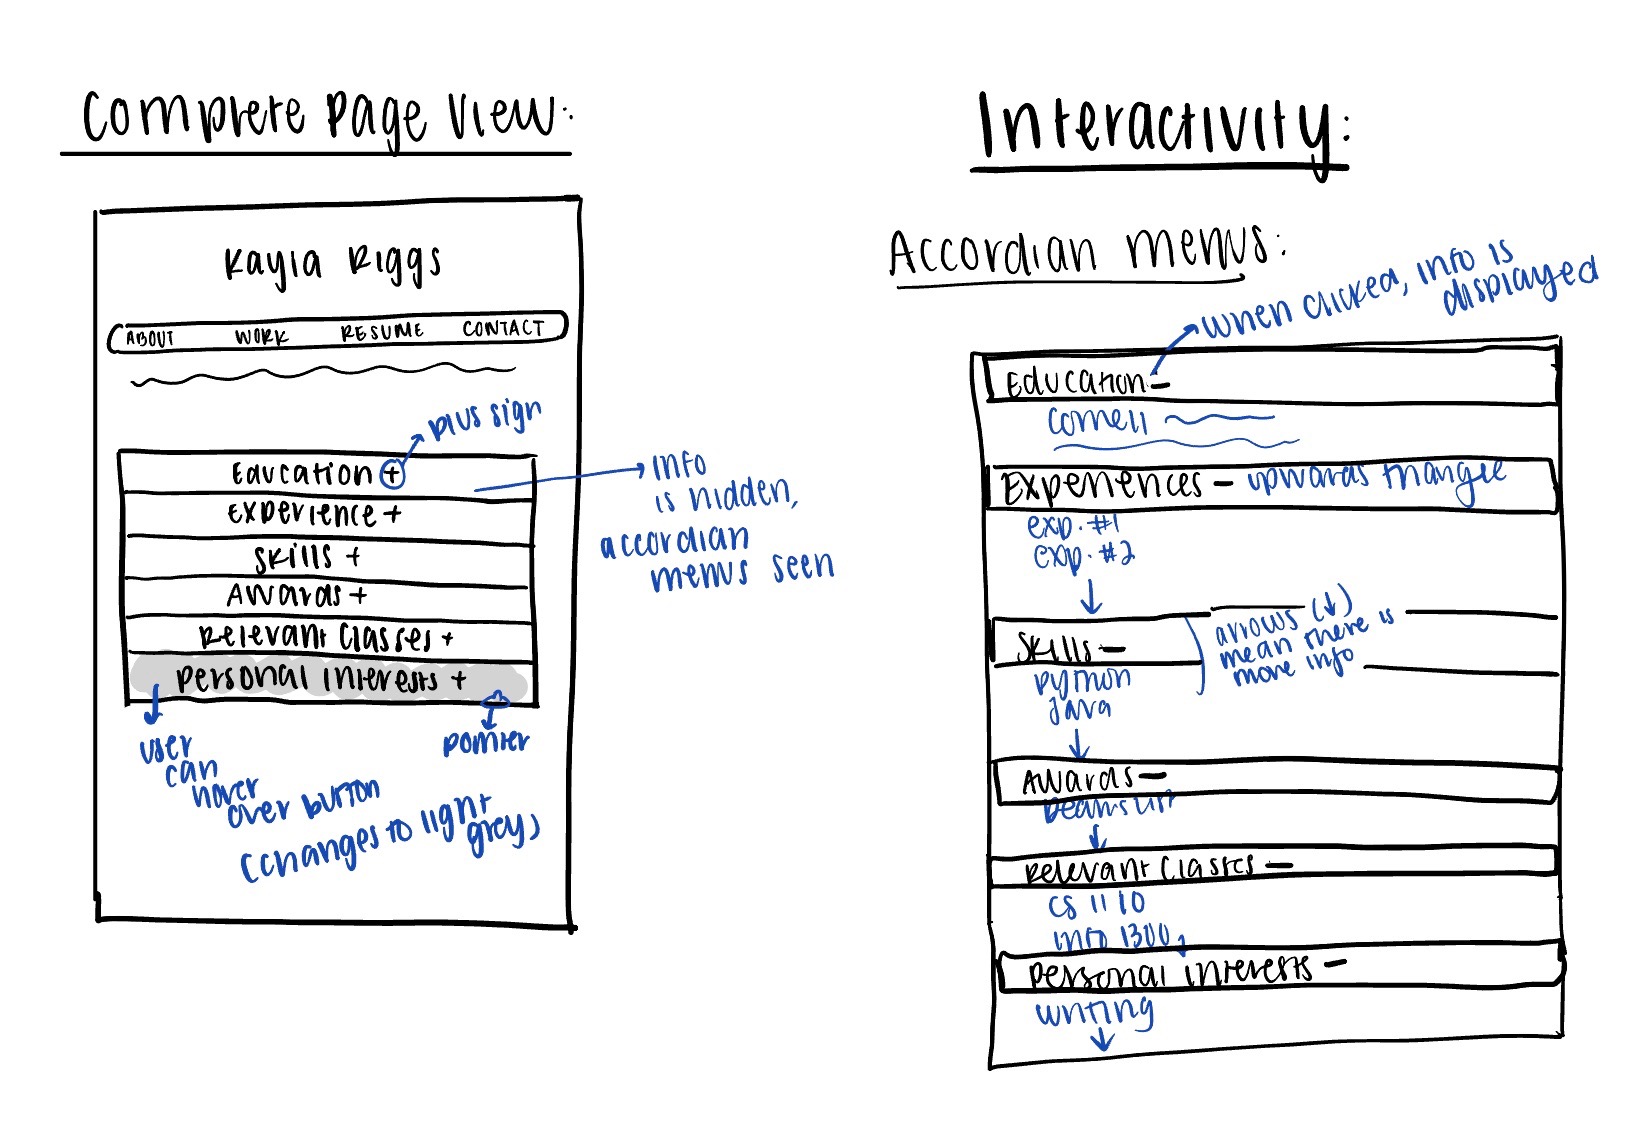 Complete Page View:
Kayla Riggs
ABOUT WORK RESUME CONTACT
plus sign
Education +
Experience +
Skills +
Awards +
Relevant Classes +
Personal Interests +
info
is hidden,
accordian
menus seen
user
can
hover
over button
(changes to light
grey)
pointer
Interactivity:
Accordian Menus:
when clicked, info is
displayed
Education –
Cornell
Experiences – upwards triangle
exp. #1
exp. #2
↓
Skills –
python
Java
↓
arrows (↓)
mean there is
more info
Awards –
Deans list
↓
Relevant Classes –
CS 1110
Info 1300
↓
Personal Interests –
writing
↓